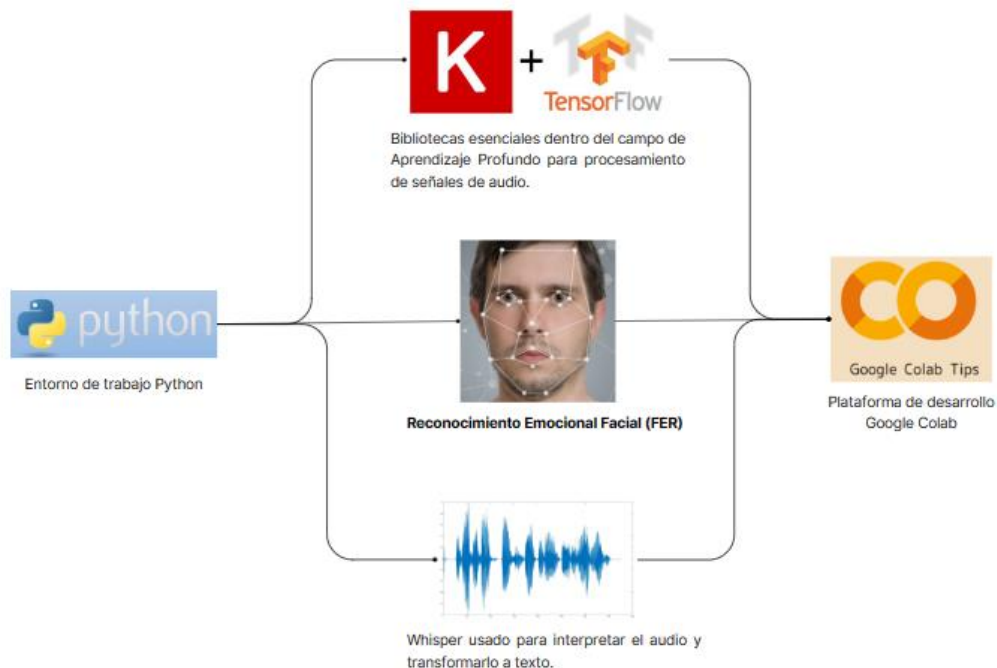 K + TensorFlow
Bibliotecas esenciales dentro del campo de
Aprendizaje Profundo para procesamiento
de señales de audio.
python
Entorno de trabajo Python
Reconocimiento Emocional Facial (FER)
Google Colab Tips
Plataforma de desarrollo
Google Colab
Whisper usado para interpretar el audio y
transformarlo a texto.